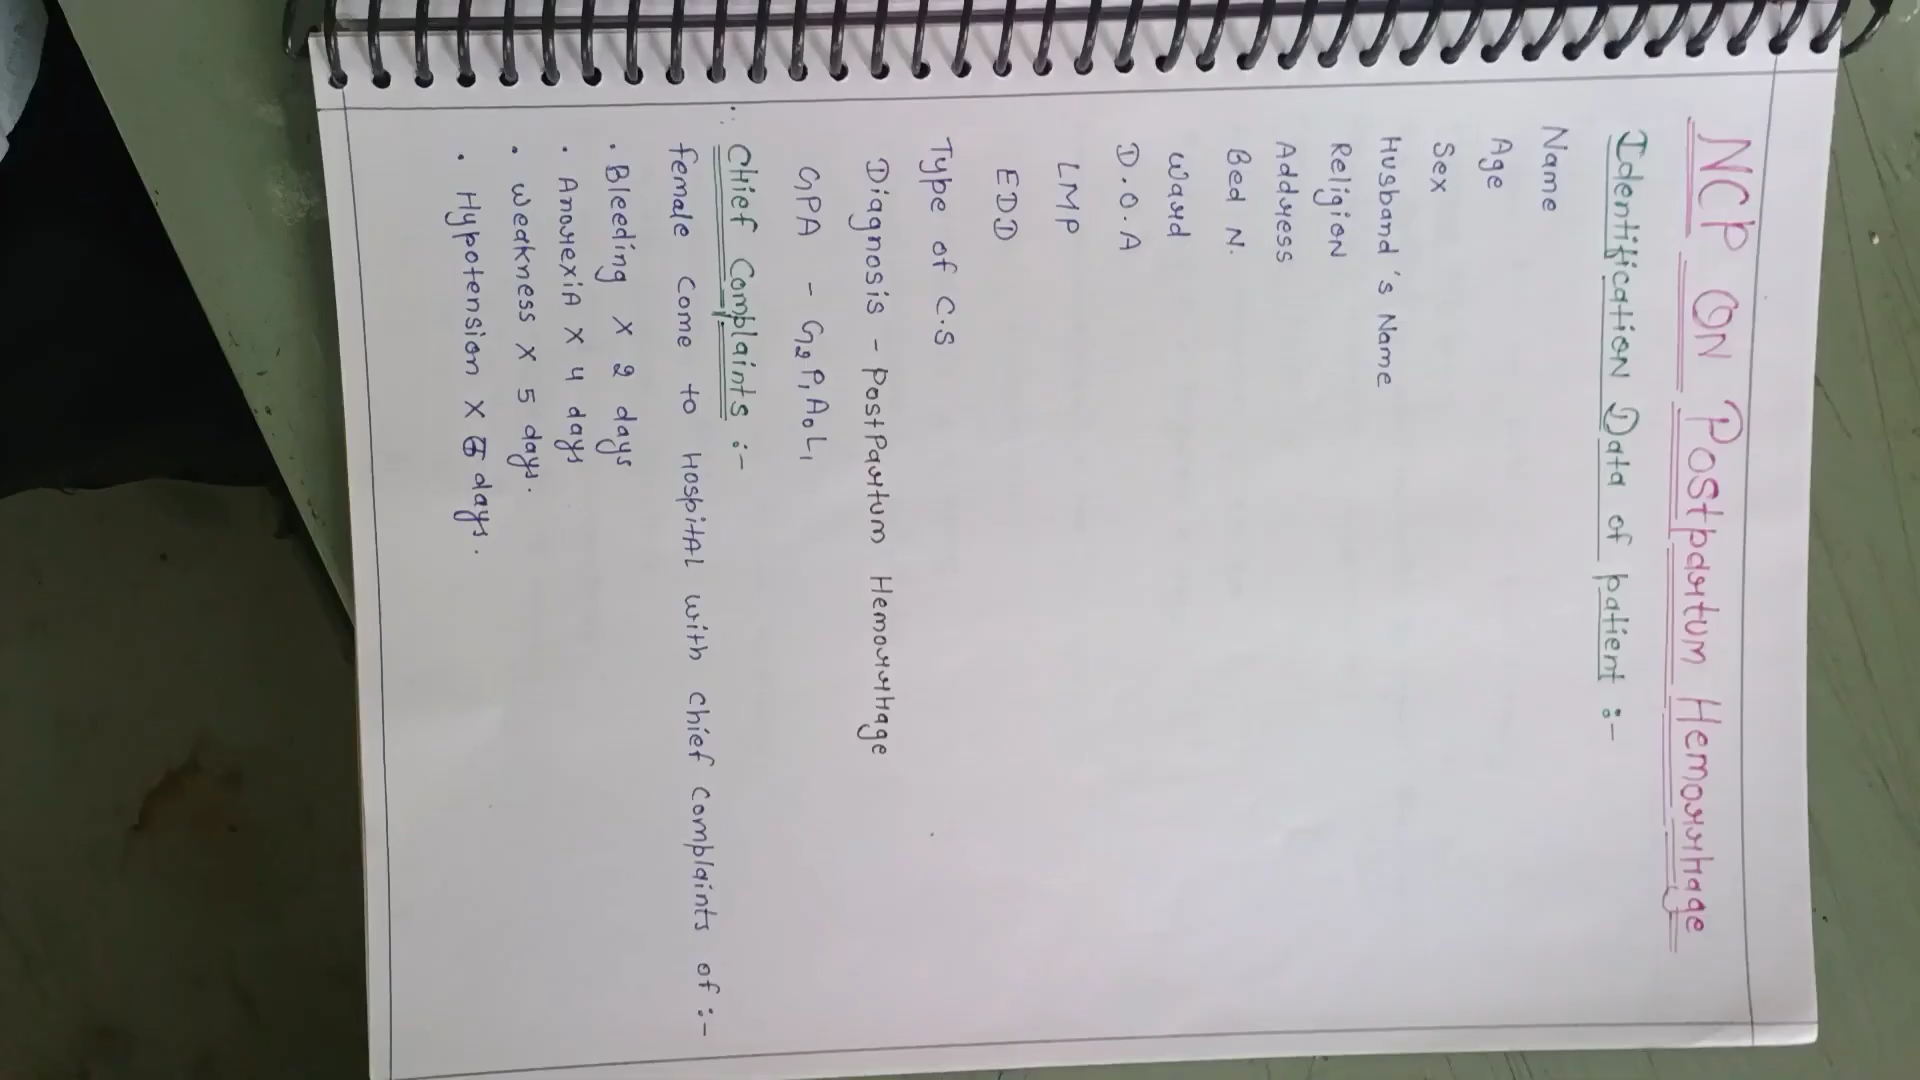 NCP ON Postpartum Hemorrhage
Identification Data of patient :-
Name
Age
Sex
Husband's Name
Religion
Address
Bed N.
Ward
D.O.A
LMP
EDD
Type of C.S
Diagnosis - Postpartum Hemorrhage
GPA - G2P1A0L1
Chief Complaints :-
female come to Hospital with chief complaints of :-
• Bleeding x 2 days
• Anorexia x 4 days
• weakness x 5 days.
• Hypotension x days.